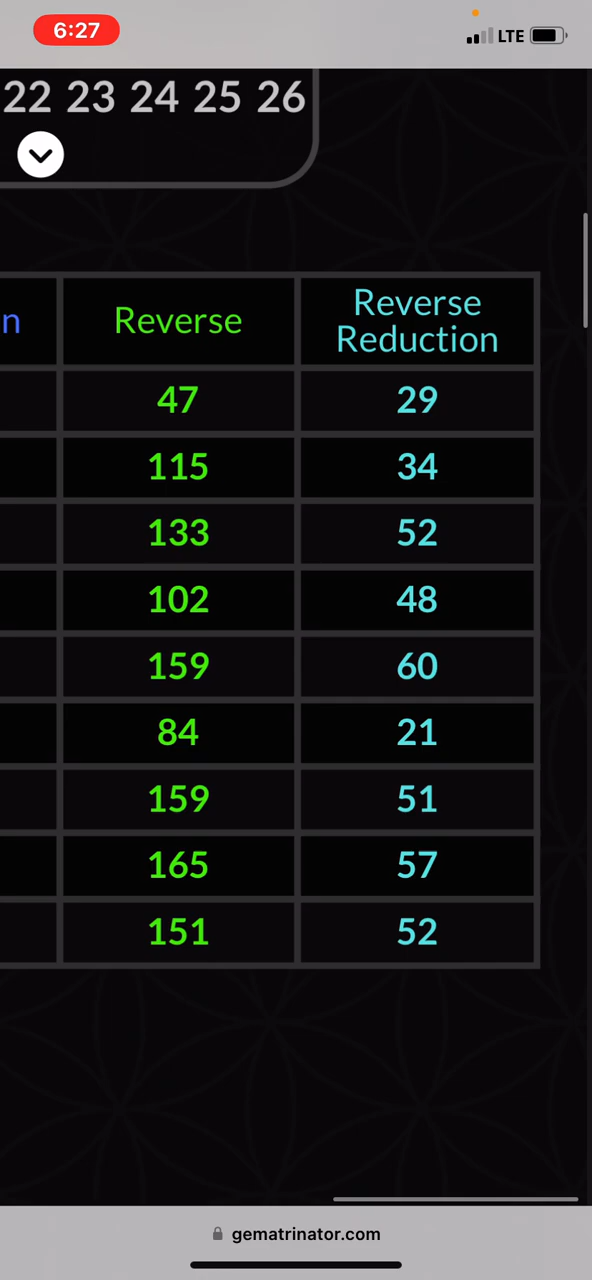 6:27
LTE
22 23 24 25 26
n Reverse Reverse
Reduction
47 29
115 34
133 52
102 48
159 60
84 21
159 51
165 57
151 52
gematrinator.com